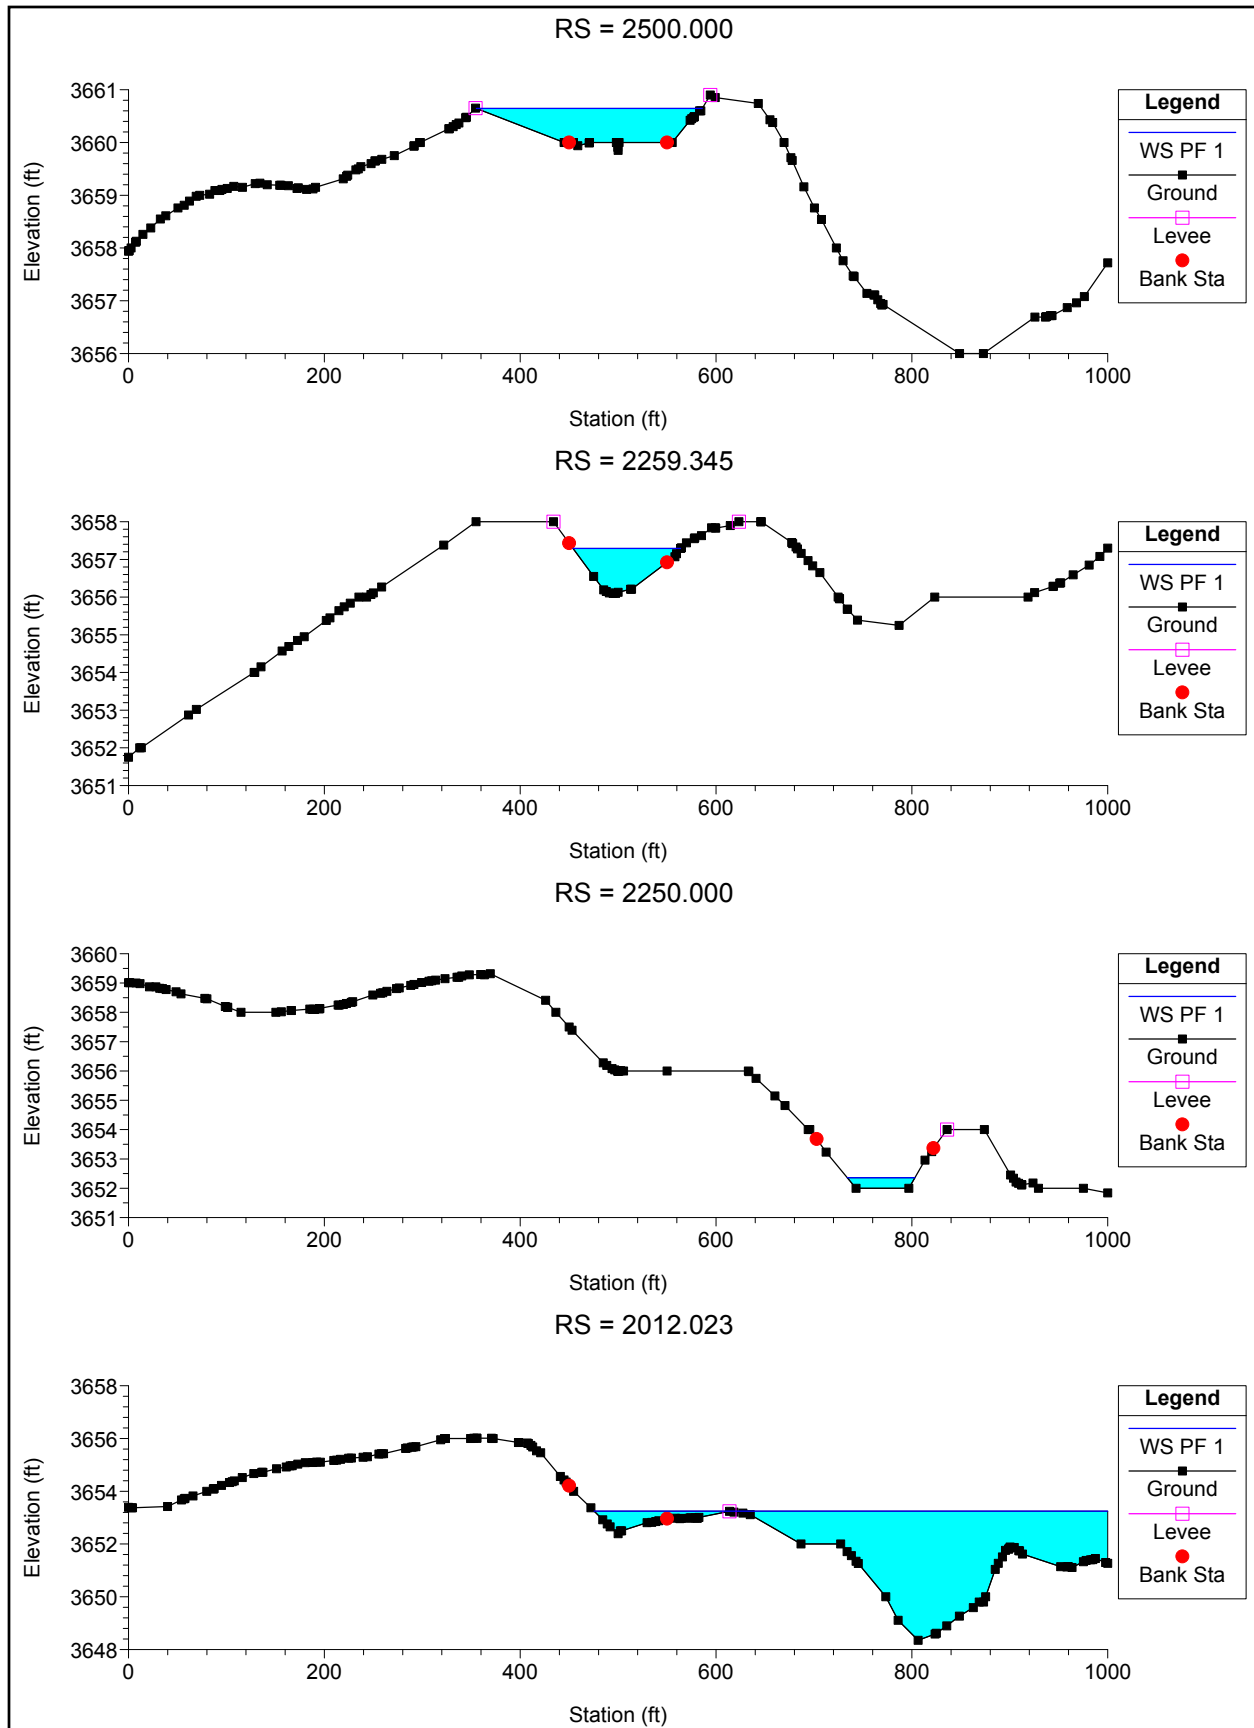 RS = 2500.000
3661
3660
3659
3658
3657
3656
0 200 400 600 800 1000
Elevation (ft)
Station (ft)
Legend
WS PF 1
Ground
Levee
Bank Sta
RS = 2259.345
3658
3657
3656
3655
3654
3653
3652
3651
0 200 400 600 800 1000
Elevation (ft)
Station (ft)
Legend
WS PF 1
Ground
Levee
Bank Sta
RS = 2250.000
3660
3659
3658
3657
3656
3655
3654
3653
3652
3651
0 200 400 600 800 1000
Elevation (ft)
Station (ft)
Legend
WS PF 1
Ground
Levee
Bank Sta
RS = 2012.023
3658
3656
3654
3652
3650
3648
0 200 400 600 800 1000
Elevation (ft)
Station (ft)
Legend
WS PF 1
Ground
Levee
Bank Sta